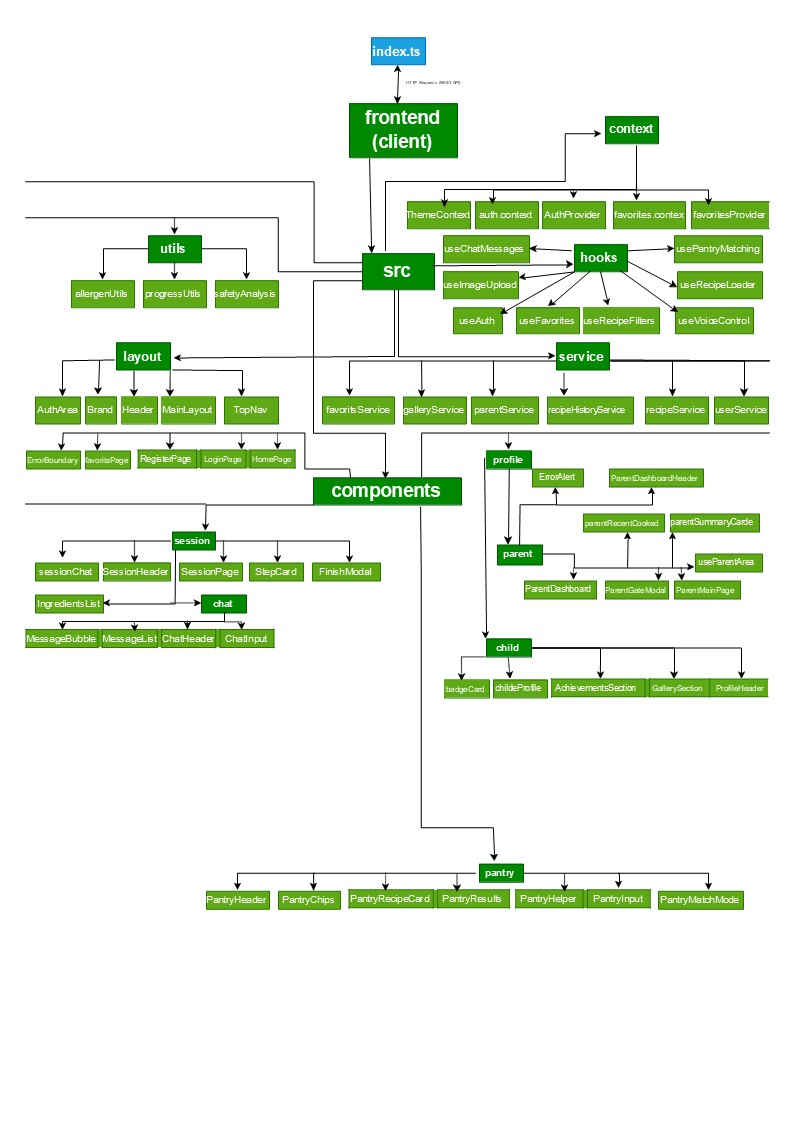 index.ts
HTTP Requests (REST API)
frontend
(client)
context
ThemeContext
auth.context
AuthProvider
favorites.contex
favoritesProvider
utils
useChatMessages
hooks
usePantryMatching
src
allergenUtils
progressUtils
safetyAnalysis
useImageUpload
useRecipeLoader
useAuth
useFavorites
useRecipeFilters
useVoiceControl
layout
service
AuthArea
Brand
Header
MainLayout
TopNav
favoritsService
galleryService
parentService
recipeHistoryService
recipeService
userService
ErrorBoundary
favoritsPage
RegisterPage
LoginPage
HomePage
profile
components
ErrorAlert
ParentDashboardHeader
parentRecentCooked
parentSummaryCarde
session
parent
useParentArea
sessionChat
SessionHeader
SessionPage
StepCard
FinishModal
ParentDashboard
ParentGateModal
ParentMainPage
IngredientsList
chat
MessageBubble
MessageList
ChatHeader
ChatInput
child
badgeCard
childeProfile
AchievementsSection
GallerySection
ProfileHeader
pantry
PantryHeader
PantryChips
PantryRecipeCard
PantryResults
PantryHelper
PantryInput
PantryMatchMode